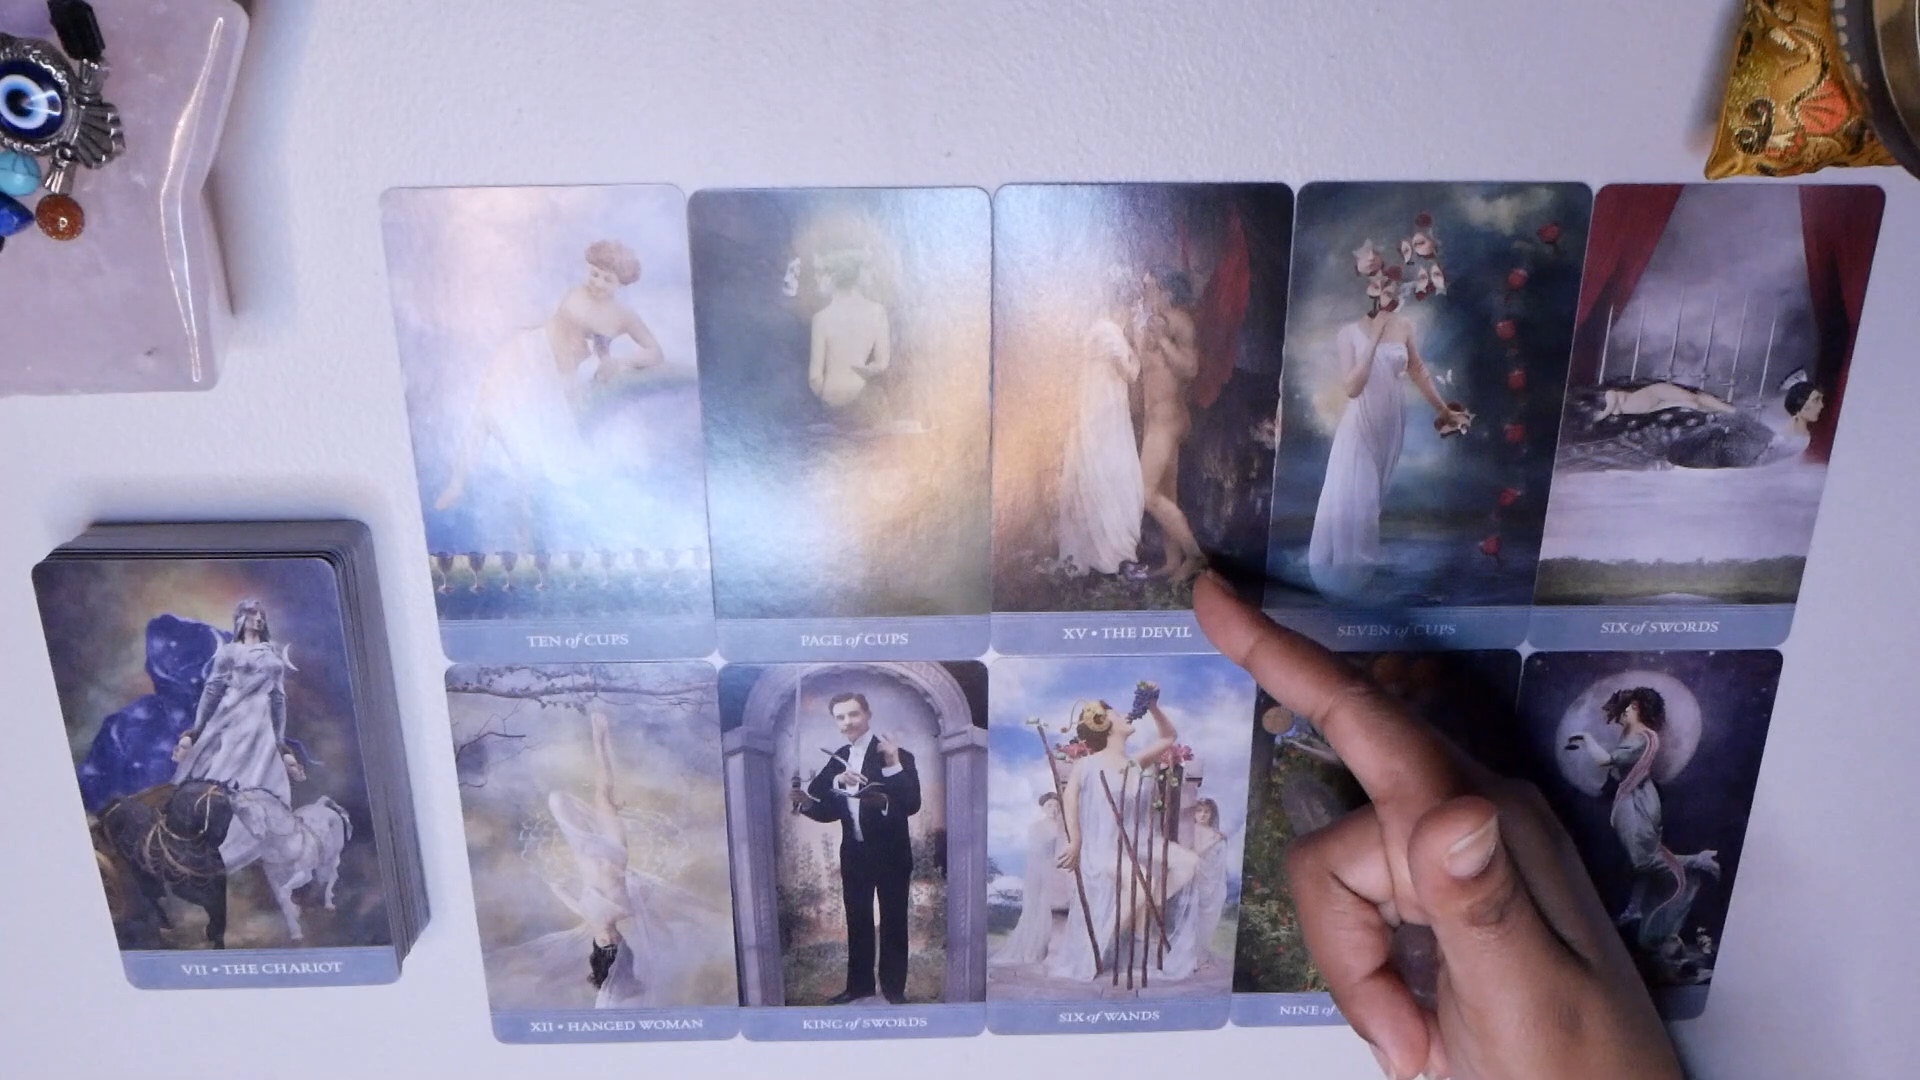 TEN of CUPS
PAGE of CUPS
XV • THE DEVIL
SEVEN of CUPS
SIX of SWORDS
VII • THE CHARIOT
XII • HANGED WOMAN
KING of SWORDS
SIX of WANDS
NINE of